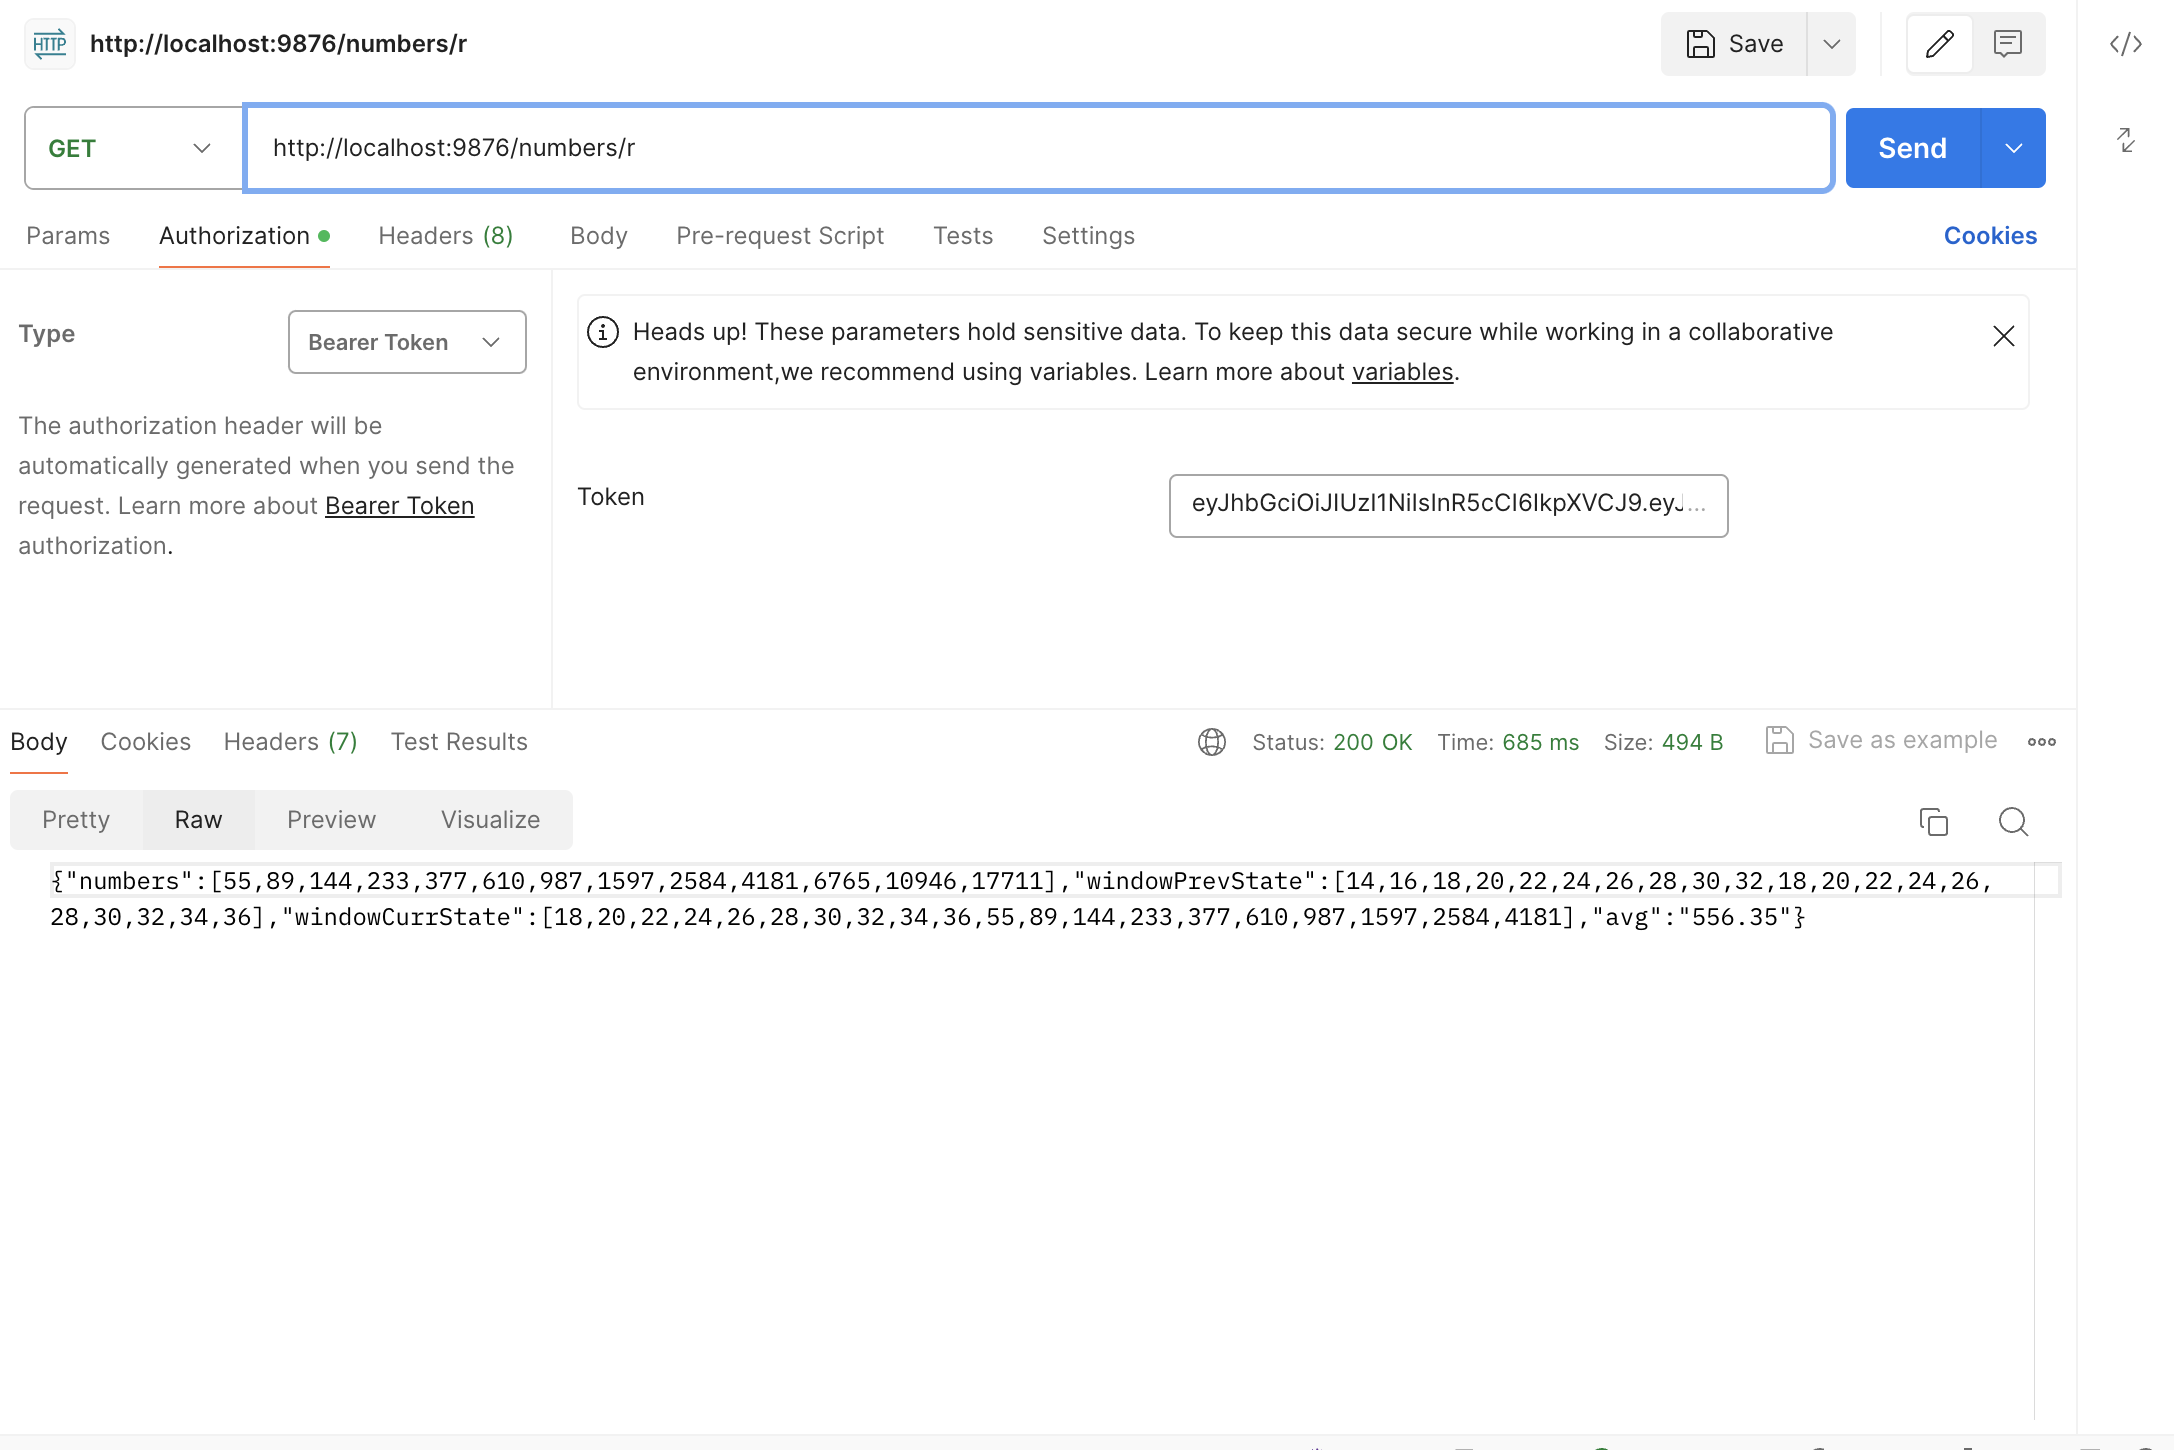 HTTP http://localhost:9876/numbers/r Save
GET http://localhost:9876/numbers/r Send
Params Authorization Headers (8) Body Pre-request Script Tests Settings Cookies
Type Bearer Token
The authorization header will be
automatically generated when you send the
request. Learn more about Bearer Token
authorization.
Heads up! These parameters hold sensitive data. To keep this data secure while working in a collaborative
environment,we recommend using variables. Learn more about variables.
Token eyJhbGciOiJIUzI1NiIsInR5cCI6IkpXVCJ9.eyJ...
Body Cookies Headers (7) Test Results Status: 200 OK Time: 685 ms Size: 494 B Save as example
Pretty Raw Preview Visualize
{"numbers":[55,89,144,233,377,610,987,1597,2584,4181,6765,10946,17711],"windowPrevState":[14,16,18,20,22,24,26,28,30,32,18,20,22,24,26,
28,30,32,34,36],"windowCurrState":[18,20,22,24,26,28,30,32,34,36,55,89,144,233,377,610,987,1597,2584,4181],"avg":"556.35"}